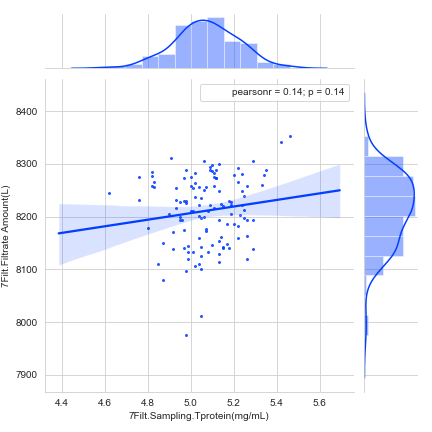 pearsonr = 0.14; p = 0.14
8400
8300
8200
8100
8000
7900
7Filt.Filtrate Amount(L)
4.4 4.6 4.8 5.0 5.2 5.4 5.6
7Filt.Sampling.Tprotein(mg/mL)